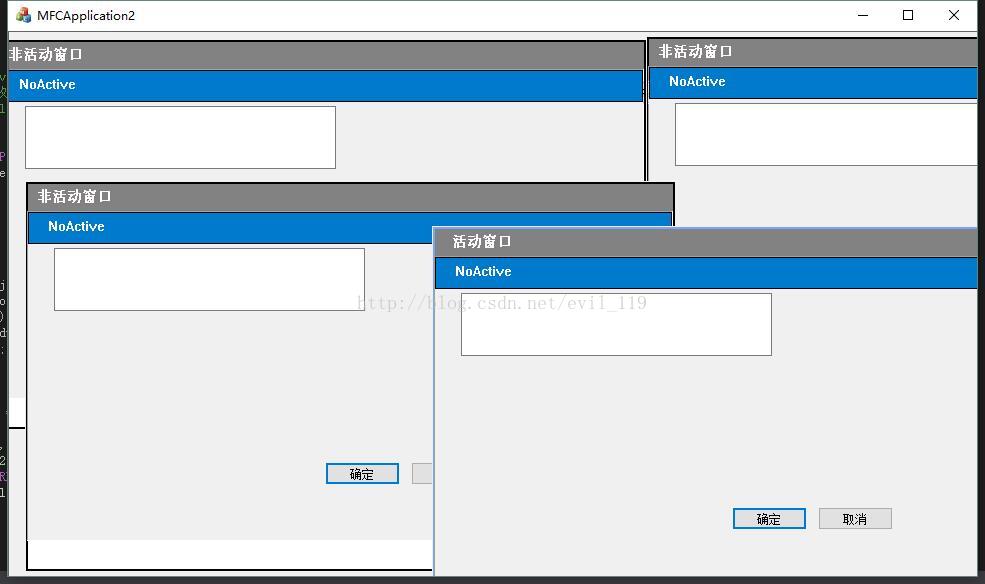 MFCApplication2
非活动窗口
NoActive
非活动窗口
NoActive
非活动窗口
NoActive
活动窗口
NoActive
http://blog.csdn.net/evil_119
确定
确定
取消